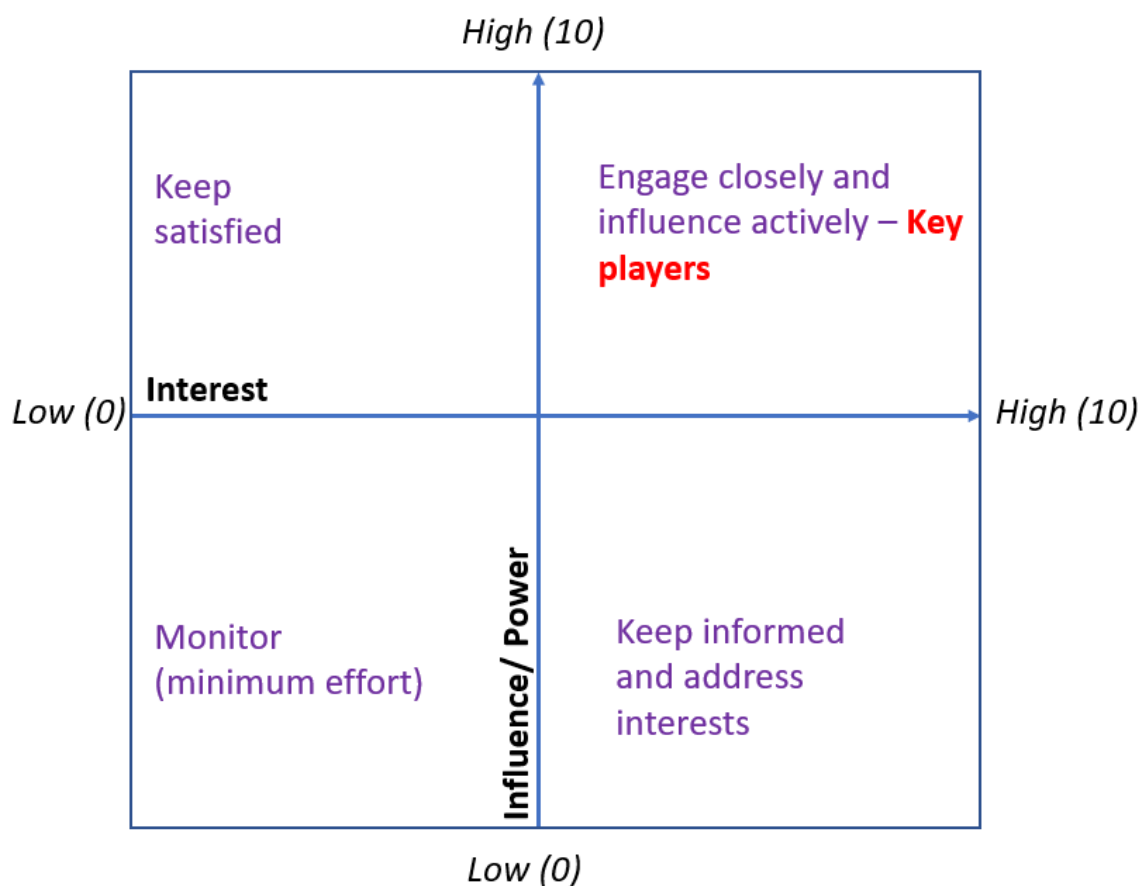 High (10)
Keep
satisfied
Engage closely and
influence actively – Key
players
Interest
Low (0)
High (10)
Monitor
(minimum effort)
Influence/ Power
Keep informed
and address
interests
Low (0)